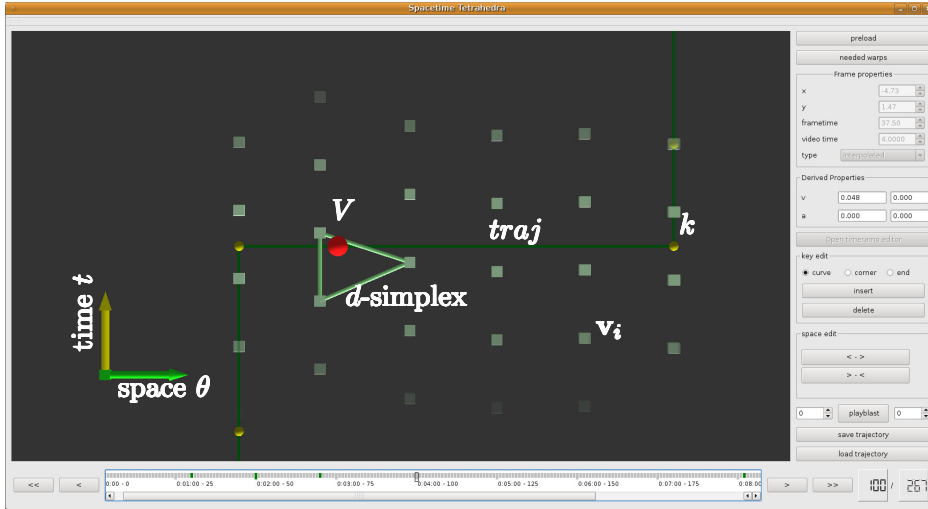 Spacetime Tetrahedra
preload
needed warps
Frame properties
x -4.73
y 1.47
frametime 37.50
video time 4.0000
type interpolated
Derived Properties
v 0.048 0.000
a 0.000 0.000
Open timetrame editor
key edit
curve corner end
insert
delete
space edit
< - >
> - <
0 playblast 0
save trajectory
load trajectory
V
traj
k
d-simplex
v_i
time t
space θ
<< < 0:00 - 0 0:01:00 - 25 0:02:00 - 50 0:03:00 - 75 0:04:00 - 100 0:05:00 - 125 0:06:00 - 150 0:07:00 - 175 0:08:00 > >> 100 / 267